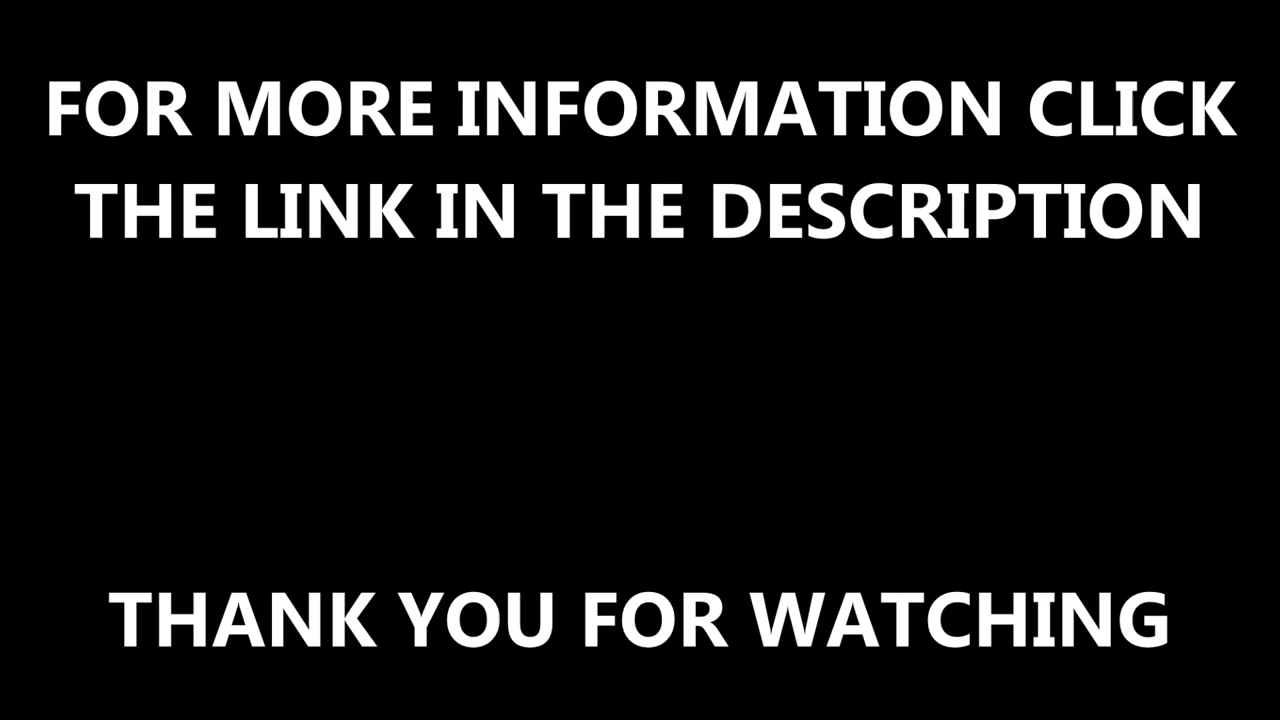 FOR MORE INFORMATION CLICK
THE LINK IN THE DESCRIPTION
THANK YOU FOR WATCHING